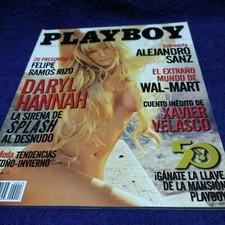 PLAYBOY
20 PREGUNTAS
FELIPE
RAMOS RIZO
DARYL
HANNAH
LA SIRENA DE
SPLASH
AL DESNUDO
Moda TENDENCIAS
OTOÑO-INVIERNO
Entrevista
ALEJANDRO
SANZ
EL EXTRAÑO
MUNDO DE
WAL-MART
CUENTO INÉDITO DE
XAVIER
VELASCO
50
¡GÁNATE LA LLAVE
DE LA MANSIÓN
PLAYBOY!